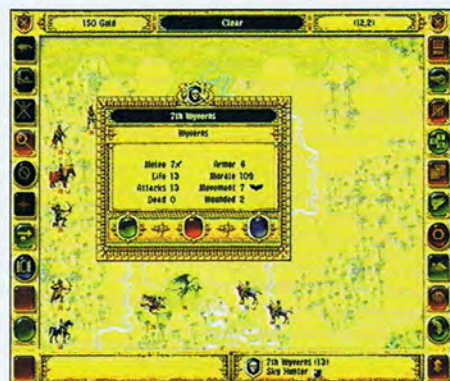 150 Gold
Clear
(12,2)
7th Wyverns
Wyverns
Melee 7
Armor 6
Life 13
Morale 109
Attacks 13
Movement 7
Dead 0
Wounded 2
7th Wyverns (13)
Sky Hunter